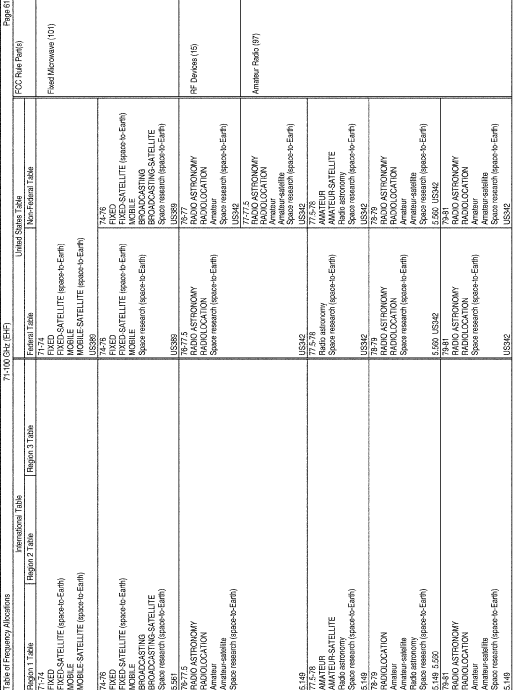 Table of Frequency Allocations 71-100 GHz (EHF) Page 61
International Table United States Table FCC Rule Part(s)
Region 1 Table Region 2 Table Region 3 Table Federal Table Non-Federal Table
71-74
FIXED
FIXED-SATELLITE (space-to-Earth)
MOBILE
MOBILE-SATELLITE (space-to-Earth)
71-74
FIXED
FIXED-SATELLITE (space-to-Earth)
MOBILE
MOBILE-SATELLITE (space-to-Earth)
US389
Fixed Microwave (101)
74-76
FIXED
FIXED-SATELLITE (space-to-Earth)
MOBILE
BROADCASTING
BROADCASTING-SATELLITE
Space research (space-to-Earth)
5.561
74-76
FIXED
FIXED-SATELLITE (space-to-Earth)
MOBILE
Space research (space-to-Earth)
US389
74-76
FIXED
FIXED-SATELLITE (space-to-Earth)
MOBILE
BROADCASTING
BROADCASTING-SATELLITE
Space research (space-to-Earth)
US389
76-77.5
RADIO ASTRONOMY
RADIOLOCATION
Amateur
Amateur-satellite
Space research (space-to-Earth)
5.149
76-77.5
RADIO ASTRONOMY
RADIOLOCATION
Space research (space-to-Earth)
US342
76-77
RADIO ASTRONOMY
RADIOLOCATION
Amateur
Space research (space-to-Earth)
US342
RF Devices (15)
77-77.5
RADIO ASTRONOMY
RADIOLOCATION
Amateur
Amateur-satellite
Space research (space-to-Earth)
US342
Amateur Radio (97)
77.5-78
AMATEUR
AMATEUR-SATELLITE
Radio astronomy
Space research (space-to-Earth)
5.149
77.5-78
Radio astronomy
Space research (space-to-Earth)
US342
77.5-78
AMATEUR
AMATEUR-SATELLITE
Radio astronomy
Space research (space-to-Earth)
US342
78-79
RADIOLOCATION
Amateur
Amateur-satellite
Radio astronomy
Space research (space-to-Earth)
5.149 5.560
78-79
RADIO ASTRONOMY
RADIOLOCATION
Space research (space-to-Earth)
5.560 US342
78-79
RADIO ASTRONOMY
RADIOLOCATION
Amateur
Amateur-satellite
Space research (space-to-Earth)
5.560 US342
79-81
RADIO ASTRONOMY
RADIOLOCATION
Amateur
Amateur-satellite
Space research (space-to-Earth)
5.149
79-81
RADIO ASTRONOMY
RADIOLOCATION
Space research (space-to-Earth)
US342
79-81
RADIO ASTRONOMY
RADIOLOCATION
Amateur
Amateur-satellite
Space research (space-to-Earth)
US342